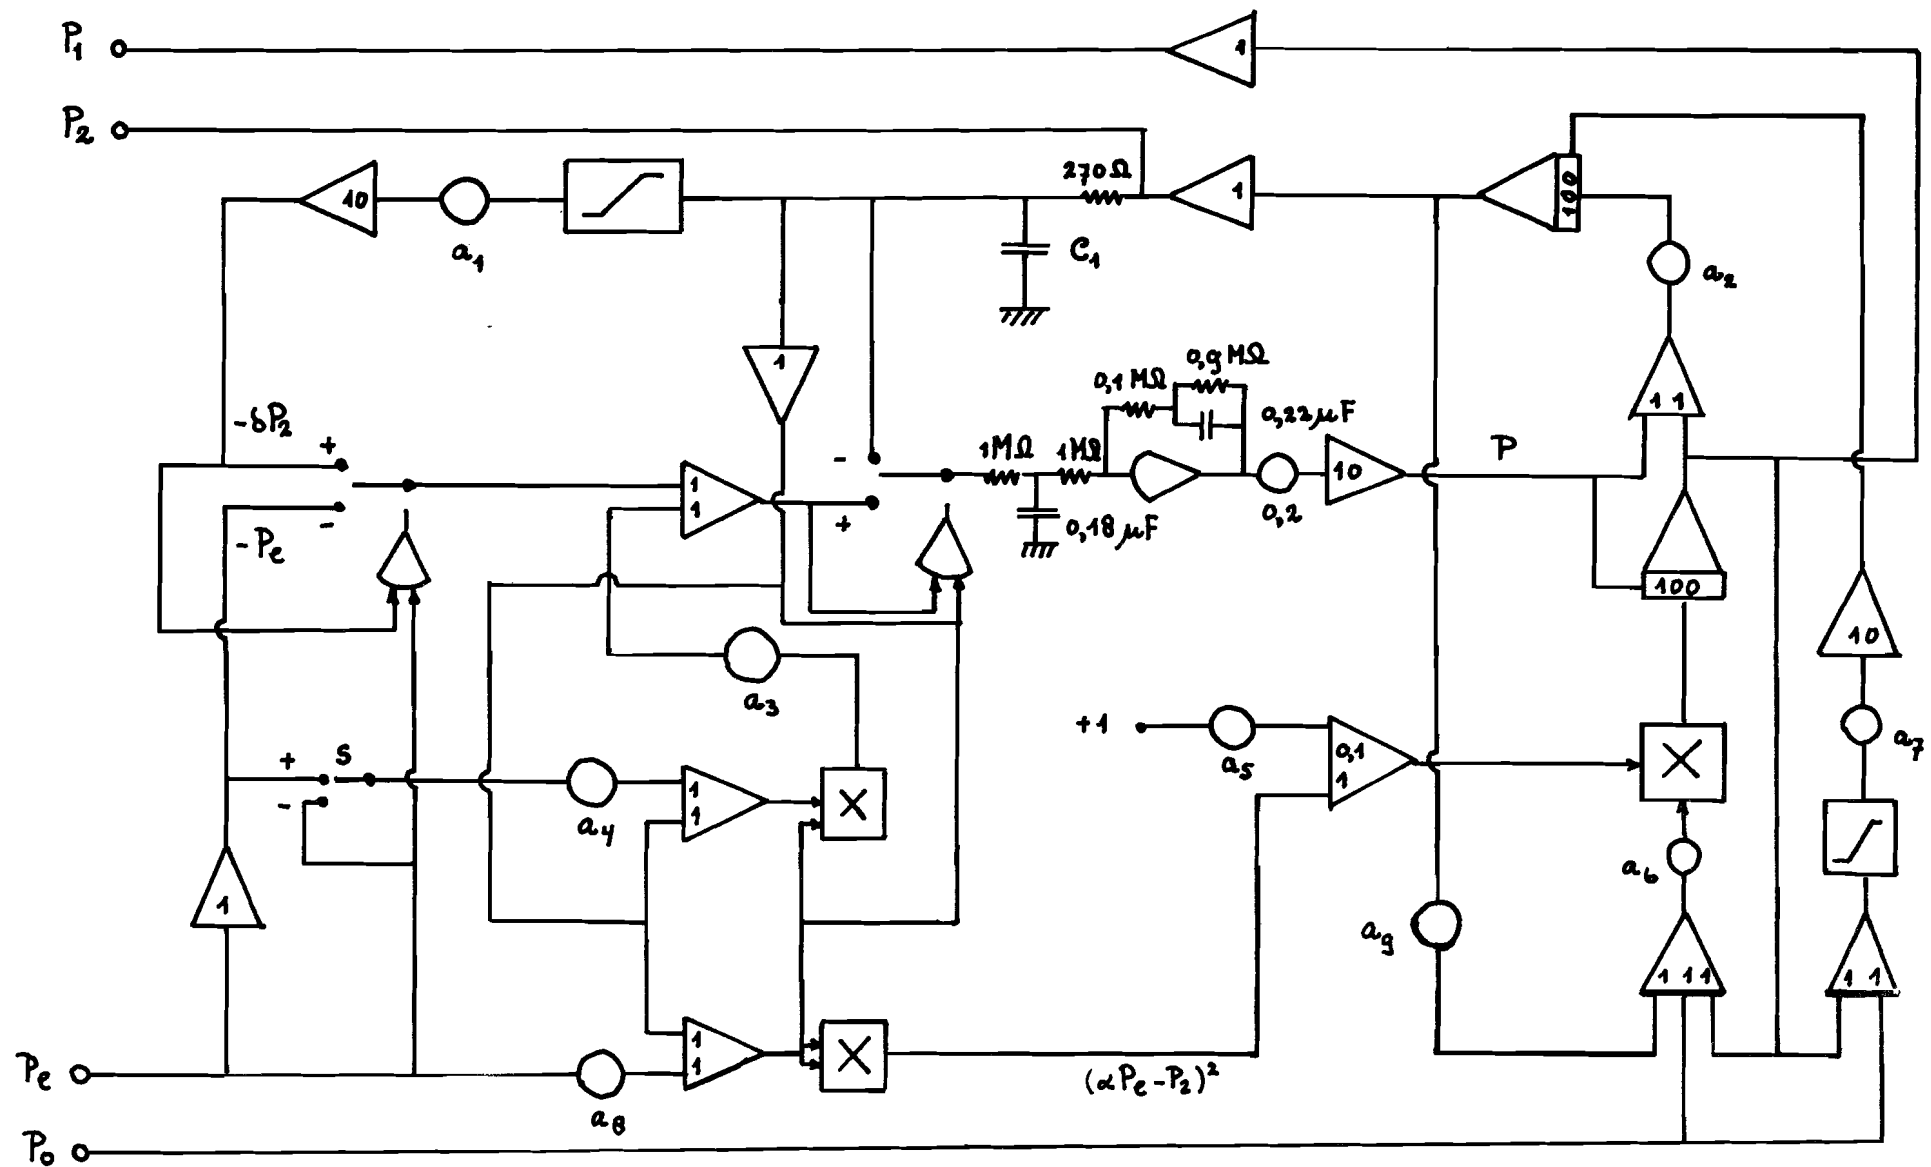 P₁
1
P₂
270Ω
10
1
100
a₁
C₁
a₂
1
0,9 MΩ
0,1 MΩ
0,22 μF
-δP₂
+
-
1MΩ
1MΩ
1 1
P
1
1
10
-
-Pe
+
0,18 μF
0,2
100
10
a₃
+1
S
+
-
a₅
0,1
1
×
a₇
a₄
1
1
×
a₆
1
a₉
1 1 1
1 1
Pe
a₈
1
1
×
(αPe-P₂)²
P₀